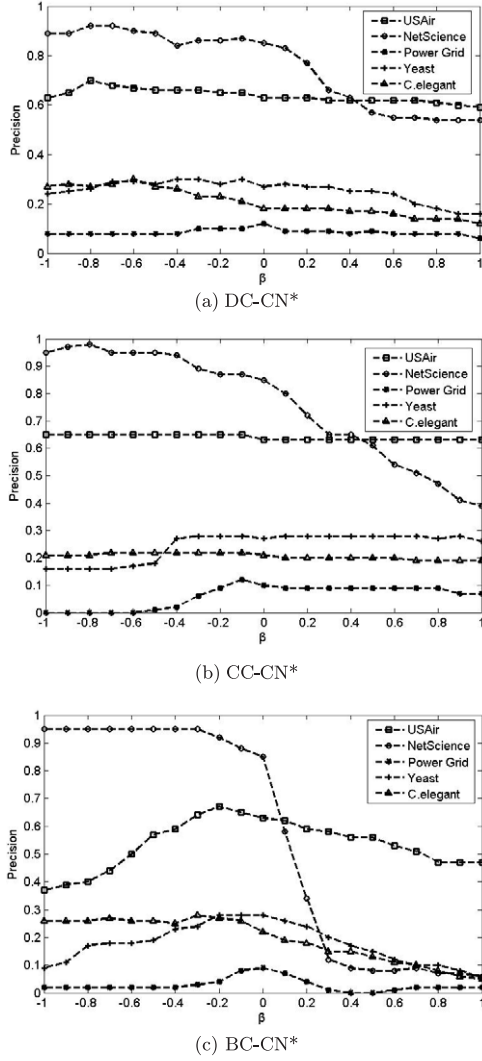 1
0.8
0.6
0.4
0.2
0
Precision
USAir
NetScience
Power Grid
Yeast
C.elegant
-1 -0.8 -0.6 -0.4 -0.2 0 0.2 0.4 0.6 0.8 1
β
(a) DC-CN*
1
0.9
0.8
0.7
0.6
0.5
0.4
0.3
0.2
0.1
0
Precision
USAir
NetScience
Power Grid
Yeast
C.elegant
-1 -0.8 -0.6 -0.4 -0.2 0 0.2 0.4 0.6 0.8 1
β
(b) CC-CN*
1
0.9
0.8
0.7
0.6
0.5
0.4
0.3
0.2
0.1
0
Precision
USAir
NetScience
Power Grid
Yeast
C.elegant
-1 -0.8 -0.6 -0.4 -0.2 0 0.2 0.4 0.6 0.8 1
β
(c) BC-CN*